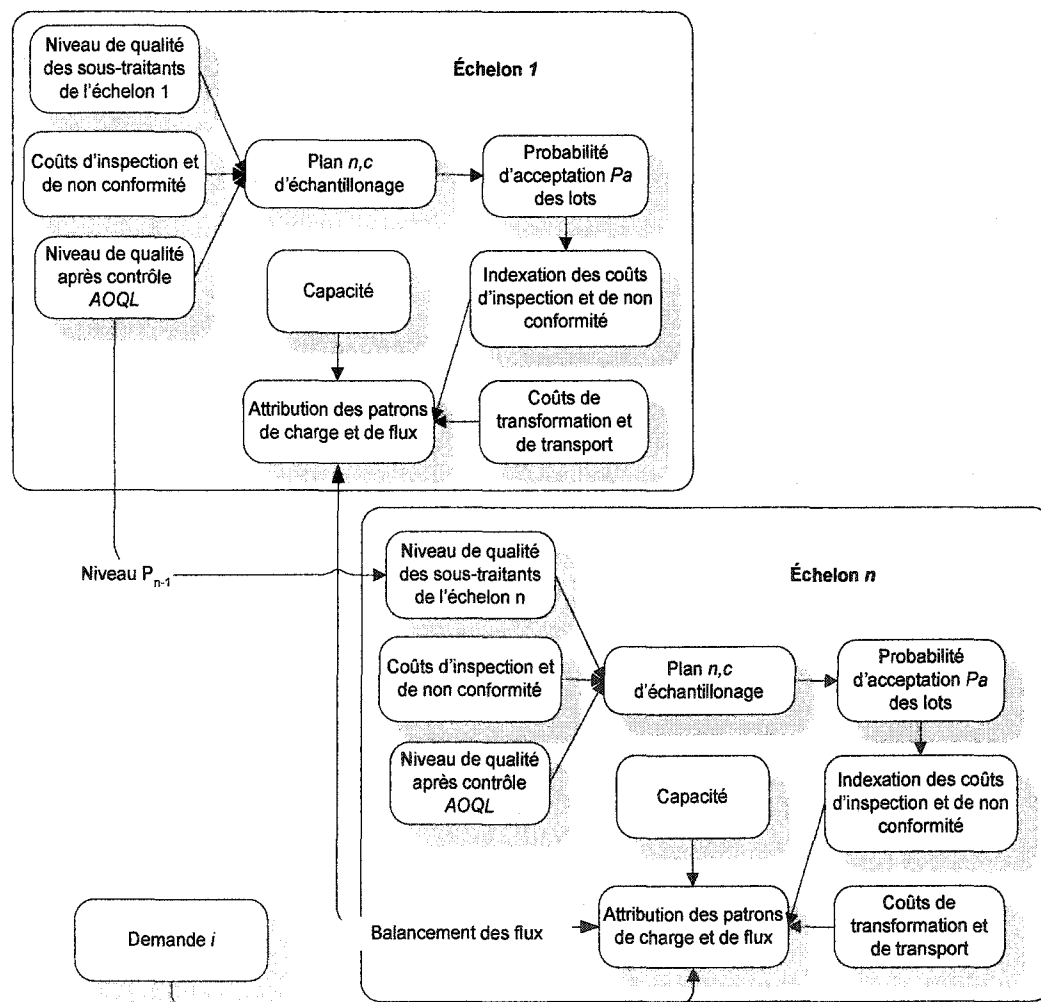 Niveau de qualité
des sous-traitants
de l'échelon 1
Échelon 1
Coûts d'inspection et
de non conformité
Plan n,c
d'échantillonage
Probabilité
d'acceptation Pa
des lots
Niveau de qualité
après contrôle
AOQL
Capacité
Indexation des coûts
d'inspection et de non
conformité
Attribution des patrons
de charge et de flux
Coûts de
transformation et
de transport
Niveau Pn-1
Niveau de qualité
des sous-traitants
de l'échelon n
Échelon n
Coûts d'inspection et
de non conformité
Plan n,c
d'échantillonage
Probabilité
d'acceptation Pa
des lots
Niveau de qualité
après contrôle
AOQL
Capacité
Indexation des coûts
d'inspection et de non
conformité
Demande i
Balancement des flux
Attribution des patrons
de charge et de flux
Coûts de
transformation et
de transport